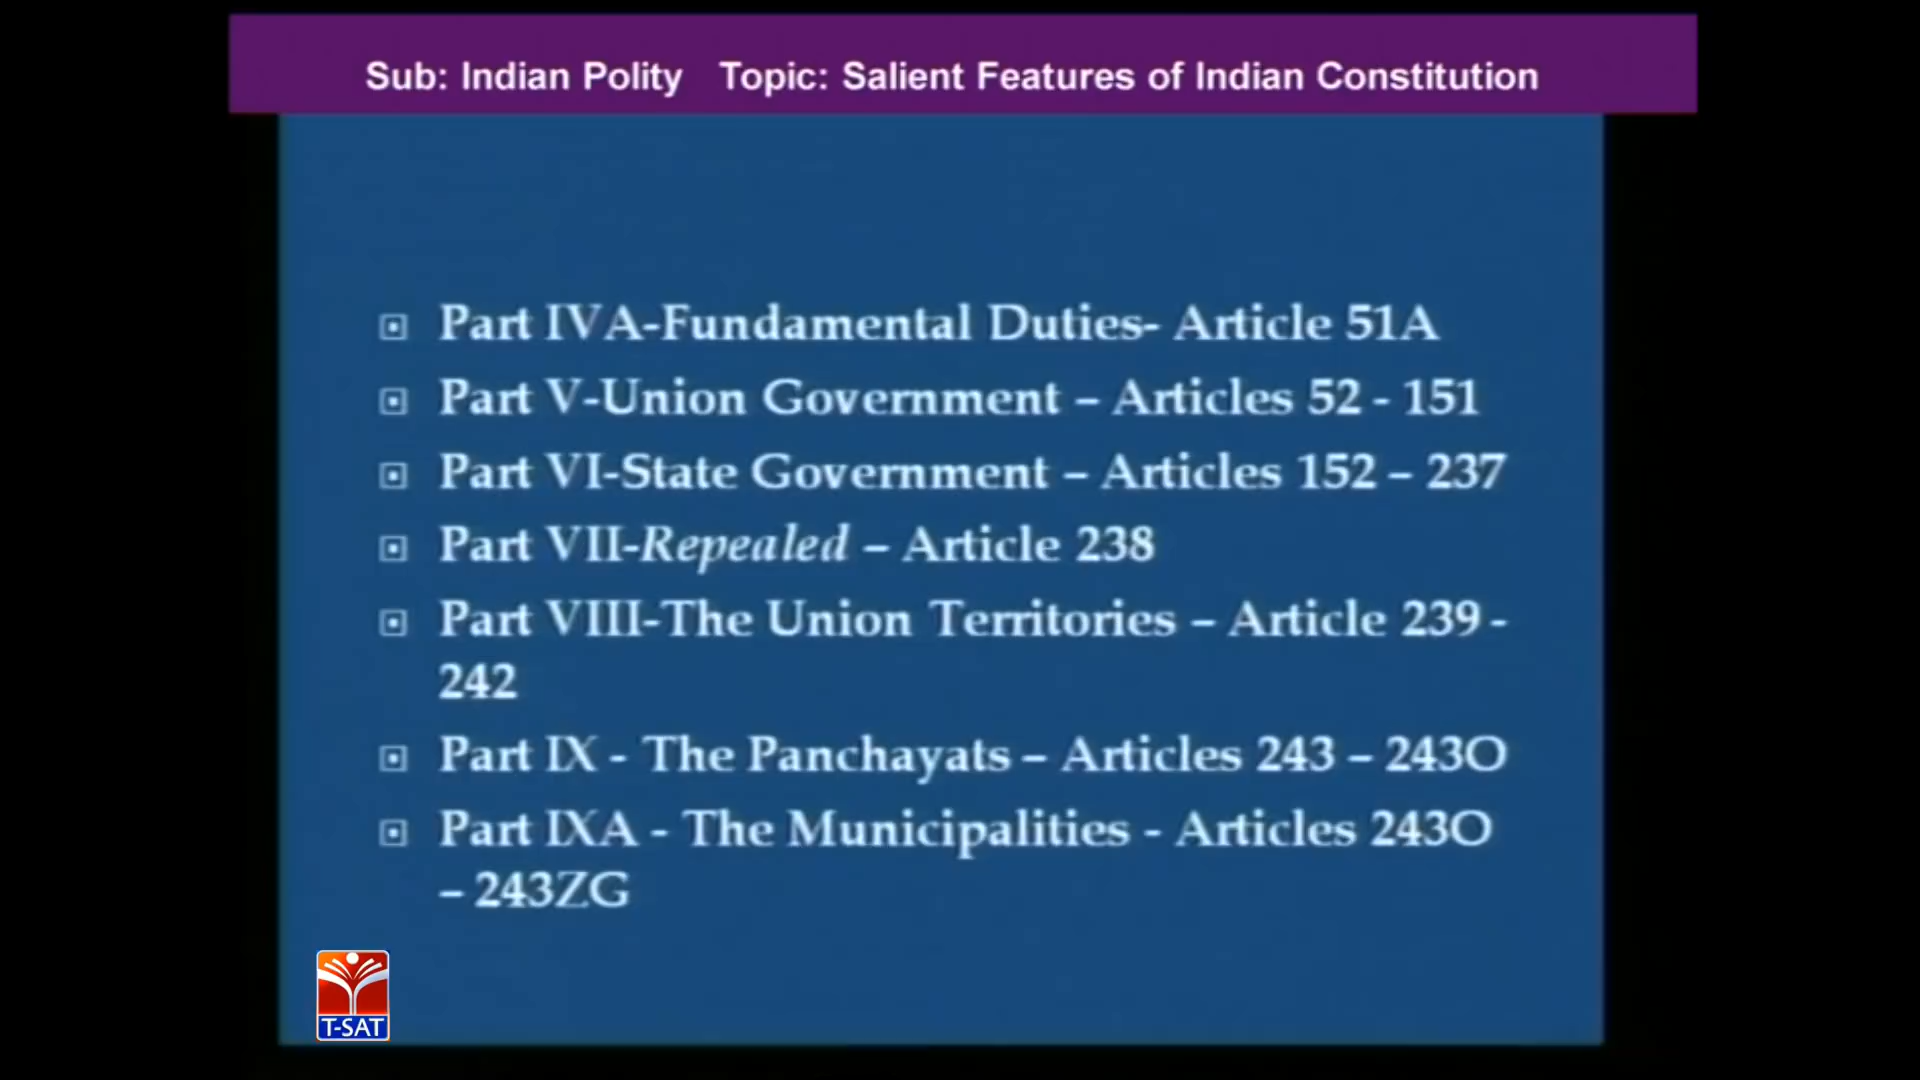 Sub: Indian Polity Topic: Salient Features of Indian Constitution
Part IVA-Fundamental Duties- Article 51A
Part V-Union Government – Articles 52 - 151
Part VI-State Government – Articles 152 – 237
Part VII-Repealed – Article 238
Part VIII-The Union Territories – Article 239 -
242
Part IX - The Panchayats – Articles 243 – 243O
Part IXA - The Municipalities - Articles 243O
– 243ZG
T-SAT